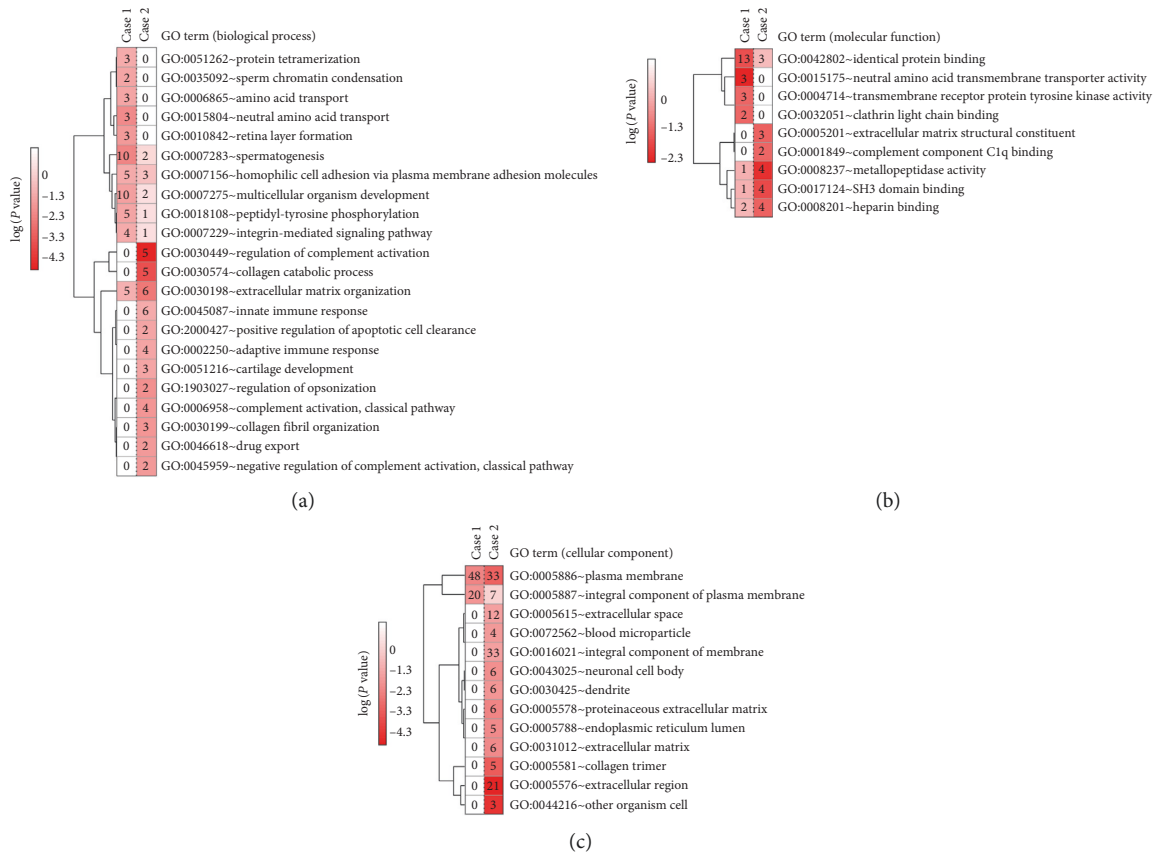 Case 1
Case 2
GO term (biological process)
3 0 GO:0051262~protein tetramerization
2 0 GO:0035092~sperm chromatin condensation
3 0 GO:0006865~amino acid transport
3 0 GO:0015804~neutral amino acid transport
3 0 GO:0010842~retina layer formation
10 2 GO:0007283~spermatogenesis
5 3 GO:0007156~homophilic cell adhesion via plasma membrane adhesion molecules
10 2 GO:0007275~multicellular organism development
5 1 GO:0018108~peptidyl-tyrosine phosphorylation
4 1 GO:0007229~integrin-mediated signaling pathway
0 5 GO:0030449~regulation of complement activation
0 5 GO:0030574~collagen catabolic process
5 6 GO:0030198~extracellular matrix organization
0 6 GO:0045087~innate immune response
0 2 GO:2000427~positive regulation of apoptotic cell clearance
0 4 GO:0002250~adaptive immune response
0 3 GO:0051216~cartilage development
0 2 GO:1903027~regulation of opsonization
0 4 GO:0006958~complement activation, classical pathway
0 3 GO:0030199~collagen fibril organization
0 2 GO:0046618~drug export
0 2 GO:0045959~negative regulation of complement activation, classical pathway
log (P value)
0
−1.3
−2.3
−3.3
−4.3
(a)
Case 1
Case 2
GO term (molecular function)
13 3 GO:0042802~identical protein binding
3 0 GO:0015175~neutral amino acid transmembrane transporter activity
3 0 GO:0004714~transmembrane receptor protein tyrosine kinase activity
2 0 GO:0032051~clathrin light chain binding
0 3 GO:0005201~extracellular matrix structural constituent
0 2 GO:0001849~complement component C1q binding
1 4 GO:0008237~metallopeptidase activity
1 4 GO:0017124~SH3 domain binding
2 4 GO:0008201~heparin binding
log (P value)
0
−1.3
−2.3
(b)
Case 1
Case 2
GO term (cellular component)
48 33 GO:0005886~plasma membrane
20 7 GO:0005887~integral component of plasma membrane
0 12 GO:0005615~extracellular space
0 4 GO:0072562~blood microparticle
0 33 GO:0016021~integral component of membrane
0 6 GO:0043025~neuronal cell body
0 6 GO:0030425~dendrite
0 6 GO:0005578~proteinaceous extracellular matrix
0 5 GO:0005788~endoplasmic reticulum lumen
0 6 GO:0031012~extracellular matrix
0 5 GO:0005581~collagen trimer
0 21 GO:0005576~extracellular region
0 3 GO:0044216~other organism cell
log (P value)
0
−1.3
−2.3
−3.3
−4.3
(c)